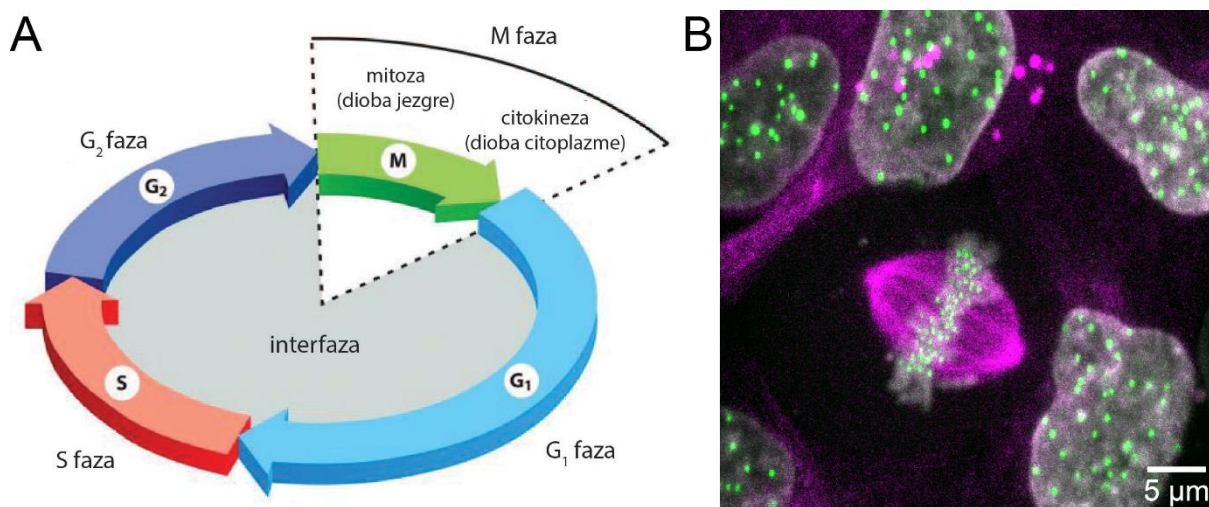 A
M faza
mitoza
(dioba jezgre)
citokineza
(dioba citoplazme)
G₂ faza
M
G₂
interfaza
S
G₁
S faza
G₁ faza
B
5 µm